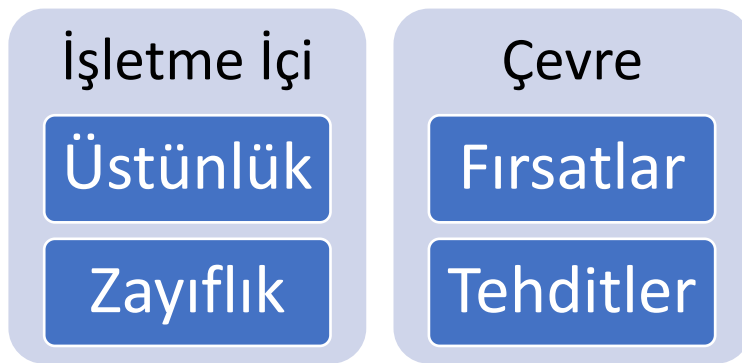 İşletme İçi
Üstünlük
Zayıflık
Çevre
Fırsatlar
Tehditler